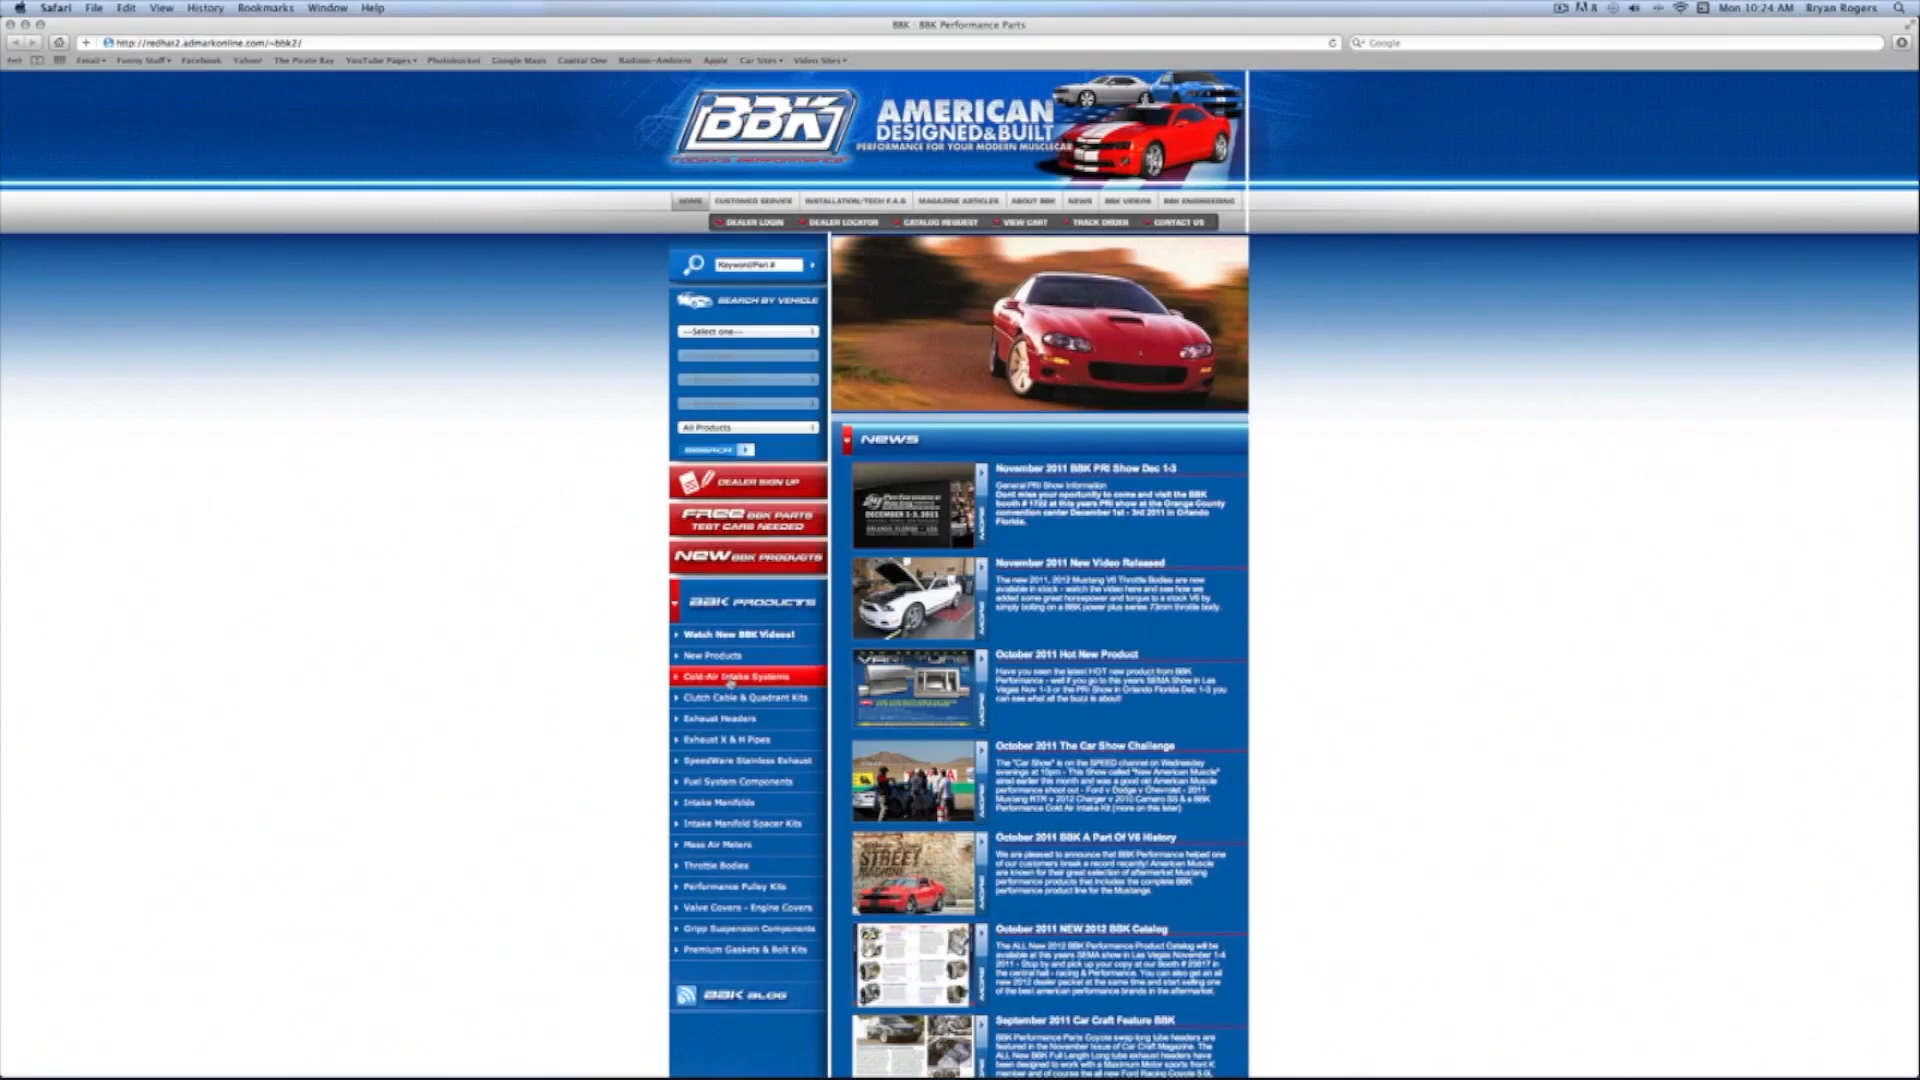 Safari File Edit View History Bookmarks Window Help
Mon 10:24 AM Bryan Rogers
BBK : BBK Performance Parts
http://redhat2.admarkonline.com/~bbk2/
Google
Email Funny Stuff Facebook Yahoo! The Pirate Bay YouTube Pages Photobucket Google Maps Capital One Radium-Ambient Apple Car Sites Video Sites
BBK
TODAY'S PERFORMANCE
AMERICAN
DESIGNED & BUILT
PERFORMANCE FOR YOUR MODERN MUSCLECAR
HOME CUSTOMER SERVICE INSTALLATION/TECH F.A.Q MAGAZINE ARTICLES ABOUT BBK NEWS BBK VIDEOS BBK ENGINEERING
DEALER LOGIN DEALER LOCATOR CATALOG REQUEST VIEW CART TRACK ORDER CONTACT US
Keyword/Part #
SEARCH BY VEHICLE
---Select one---
All Products
SEARCH
DEALER SIGN UP
FREE BBK PARTS
TEST CARS NEEDED
NEW BBK PRODUCTS
BBK PRODUCTS
Watch New BBK Videos!
New Products
Cold-Air Intake Systems
Clutch Cable & Quadrant Kits
Exhaust Headers
Exhaust X & H Pipes
SpeedWare Stainless Exhaust
Fuel System Components
Intake Manifolds
Intake Manifold Spacer Kits
Mass Air Meters
Throttle Bodies
Performance Pulley Kits
Valve Covers - Engine Covers
Gripp Suspension Components
Premium Gaskets & Bolt Kits
BBK BLOG
NEWS
November 2011 BBK PRI Show Dec 1-3
General PRI Show Information
Dont miss your oportunity to come and visit the BBK
booth # 1722 at this years PRI show at the Orange County
convention center December 1st - 3rd 2011 in Orlando
Florida.
DECEMBER 1-3, 2011
MORE
November 2011 New Video Released
The new 2011, 2012 Mustang V6 Throttle Bodies are now
available in stock - watch the video here and see how we
added some great horsepower and torque to a stock V6 by
simply bolting on a BBK power plus series 73mm throttle body.
MORE
October 2011 Hot New Product
Have you seen the latest HOT new product from BBK
Performance - well if you go to this years SEMA Show in Las
Vegas Nov 1-3 or the PRI Show in Orlando Florida Dec 1-3 you
can see what all the buzz is about!
MORE
October 2011 The Car Show Challenge
The "Car Show" is on the SPEED channel on Wednesday
evenings at 10pm - This Show called "New American Muscle"
aired earlier this month and was a good old American Muscle
performance shoot out - Ford v Dodge v Chevrolet - 2011
Mustang RTR v 2012 Charger v 2010 Camaro SS & a BBK
Performance Cold Air Intake Kit (more on this later)
MORE
October 2011 BBK A Part Of V6 History
We are pleased to announce that BBK Performance helped one
of our customers break a record recently! American Muscle
are known for their great selection of aftermarket Mustang
performance products that includes the complete BBK
performance product line for the Mustangs.
STREET
MACHINE
MORE
October 2011 NEW 2012 BBK Catalog
The ALL New 2012 BBK Performance Product Catalog will be
available at this years SEMA show in Las Vegas November 1-4
2011 - Stop by and pick up your copy at our Booth # 23817 in
the central hall - racing & Performance. You can also get an all
new 2012 dealer packet at the same time and start selling one
of the best american performance brands in the aftermarket.
MORE
September 2011 Car Craft Feature BBK
BBK Performance Parts Coyote swap long tube headers are
featured in the November Issue of Car Craft Magazine. The
ALL New BBK Full Length Long tube exhaust headers have
been designed to work with a Maximum Motor sports front K
member and of course the all new Ford Racing Coyote 5.0L